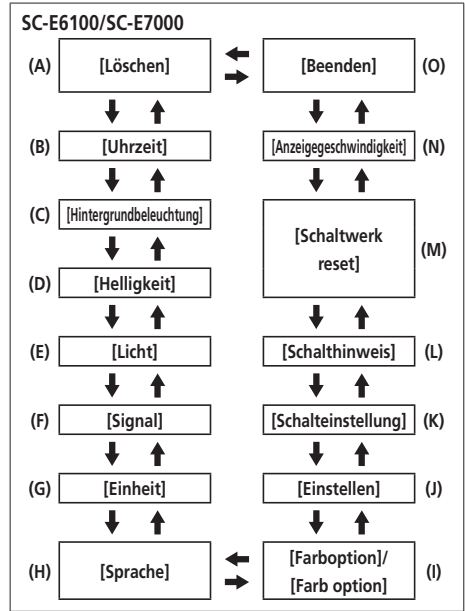 SC-E6100/SC-E7000
(A) [Löschen]
[Beenden] (O)
(B) [Uhrzeit]
[Anzeigegeschwindigkeit] (N)
(C) [Hintergrundbeleuchtung]
[Schaltwerk
reset] (M)
(D) [Helligkeit]
(E) [Licht]
[Schalthinweis] (L)
(F) [Signal]
[Schalteinstellung] (K)
(G) [Einheit]
[Einstellen] (J)
(H) [Sprache]
[Farboption]/
[Farb option] (I)